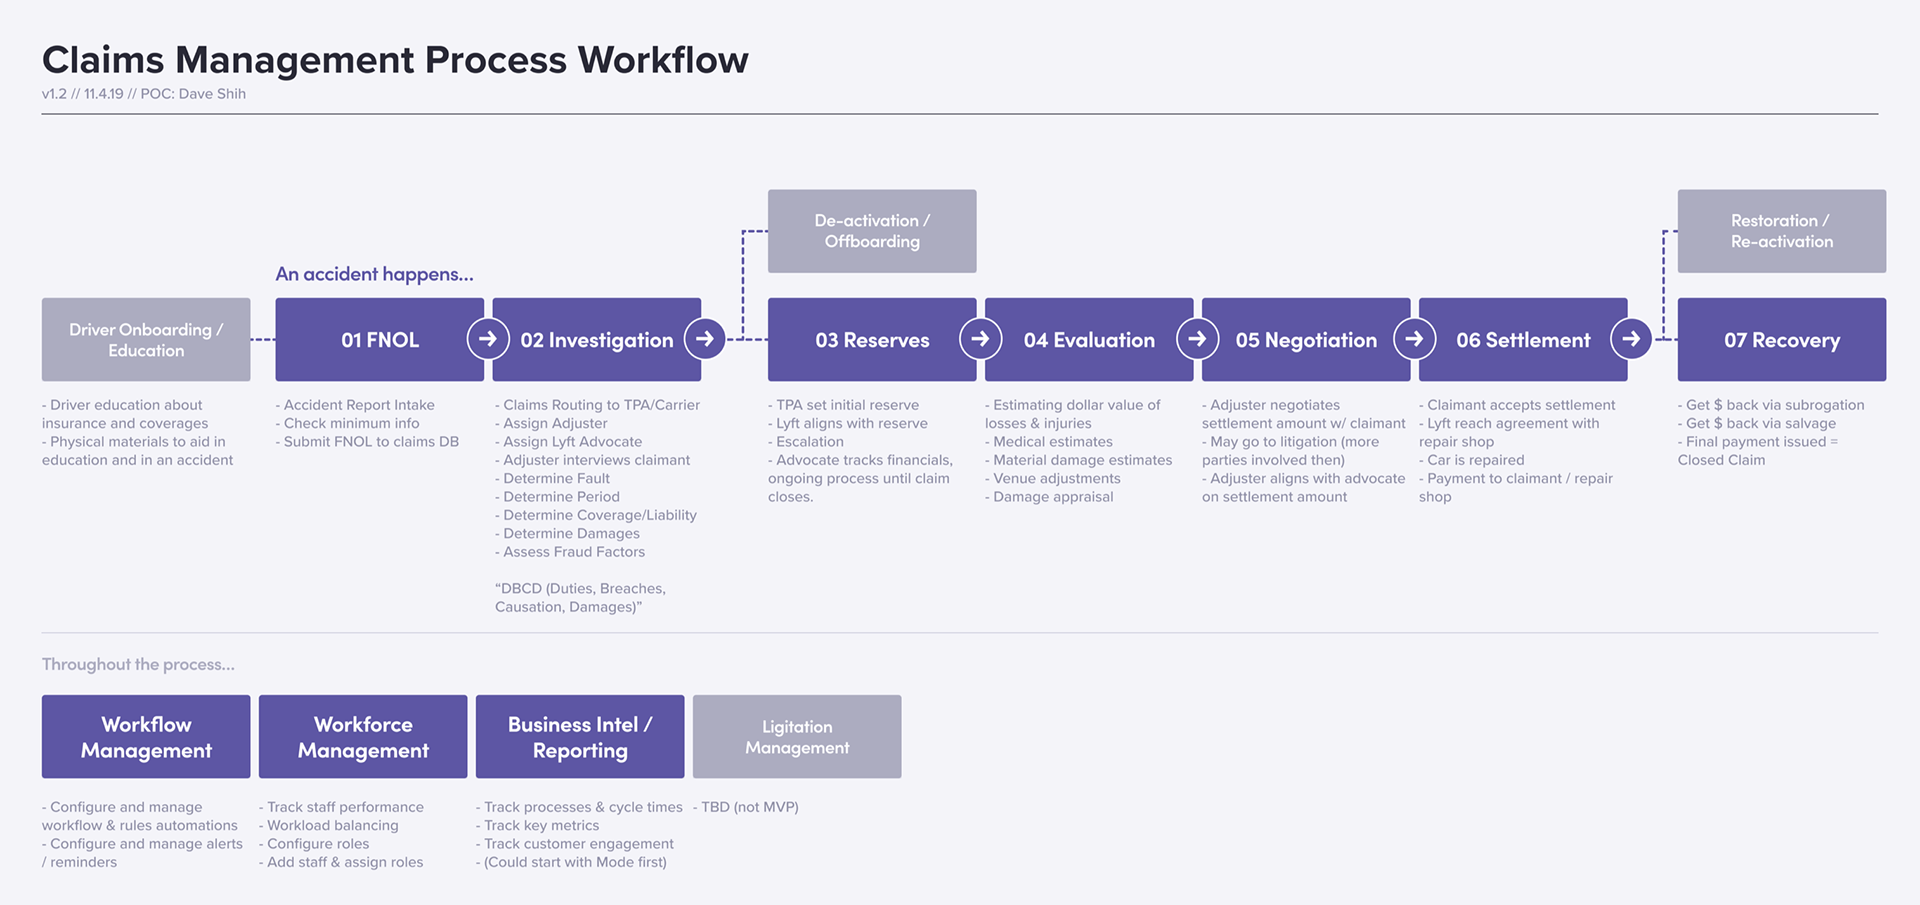 Claims Management Process Workflow
v1.2 // 11.4.19 // POC: Dave Shih
De-activation /
Offboarding
Restoration /
Re-activation
An accident happens...
Driver Onboarding /
Education
01 FNOL
02 Investigation
03 Reserves
04 Evaluation
05 Negotiation
06 Settlement
07 Recovery
- Driver education about
insurance and coverages
- Physical materials to aid in
education and in an accident
- Accident Report Intake
- Check minimum info
- Submit FNOL to claims DB
- Claims Routing to TPA/Carrier
- Assign Adjuster
- Assign Lyft Advocate
- Adjuster interviews claimant
- Determine Fault
- Determine Period
- Determine Coverage/Liability
- Determine Damages
- Assess Fraud Factors
“DBCD (Duties, Breaches,
Causation, Damages)”
- TPA set initial reserve
- Lyft aligns with reserve
- Escalation
- Advocate tracks financials,
ongoing process until claim
closes.
- Estimating dollar value of
losses & injuries
- Medical estimates
- Material damage estimates
- Venue adjustments
- Damage appraisal
- Adjuster negotiates
settlement amount w/ claimant
- May go to litigation (more
parties involved then)
- Adjuster aligns with advocate
on settlement amount
- Claimant accepts settlement
- Lyft reach agreement with
repair shop
- Car is repaired
- Payment to claimant / repair
shop
- Get $ back via subrogation
- Get $ back via salvage
- Final payment issued =
Closed Claim
Throughout the process...
Workflow
Management
Workforce
Management
Business Intel /
Reporting
Ligitation
Management
- Configure and manage
workflow & rules automations
- Configure and manage alerts
/ reminders
- Track staff performance
- Workload balancing
- Configure roles
- Add staff & assign roles
- Track processes & cycle times
- Track key metrics
- Track customer engagement
- (Could start with Mode first)
- TBD (not MVP)